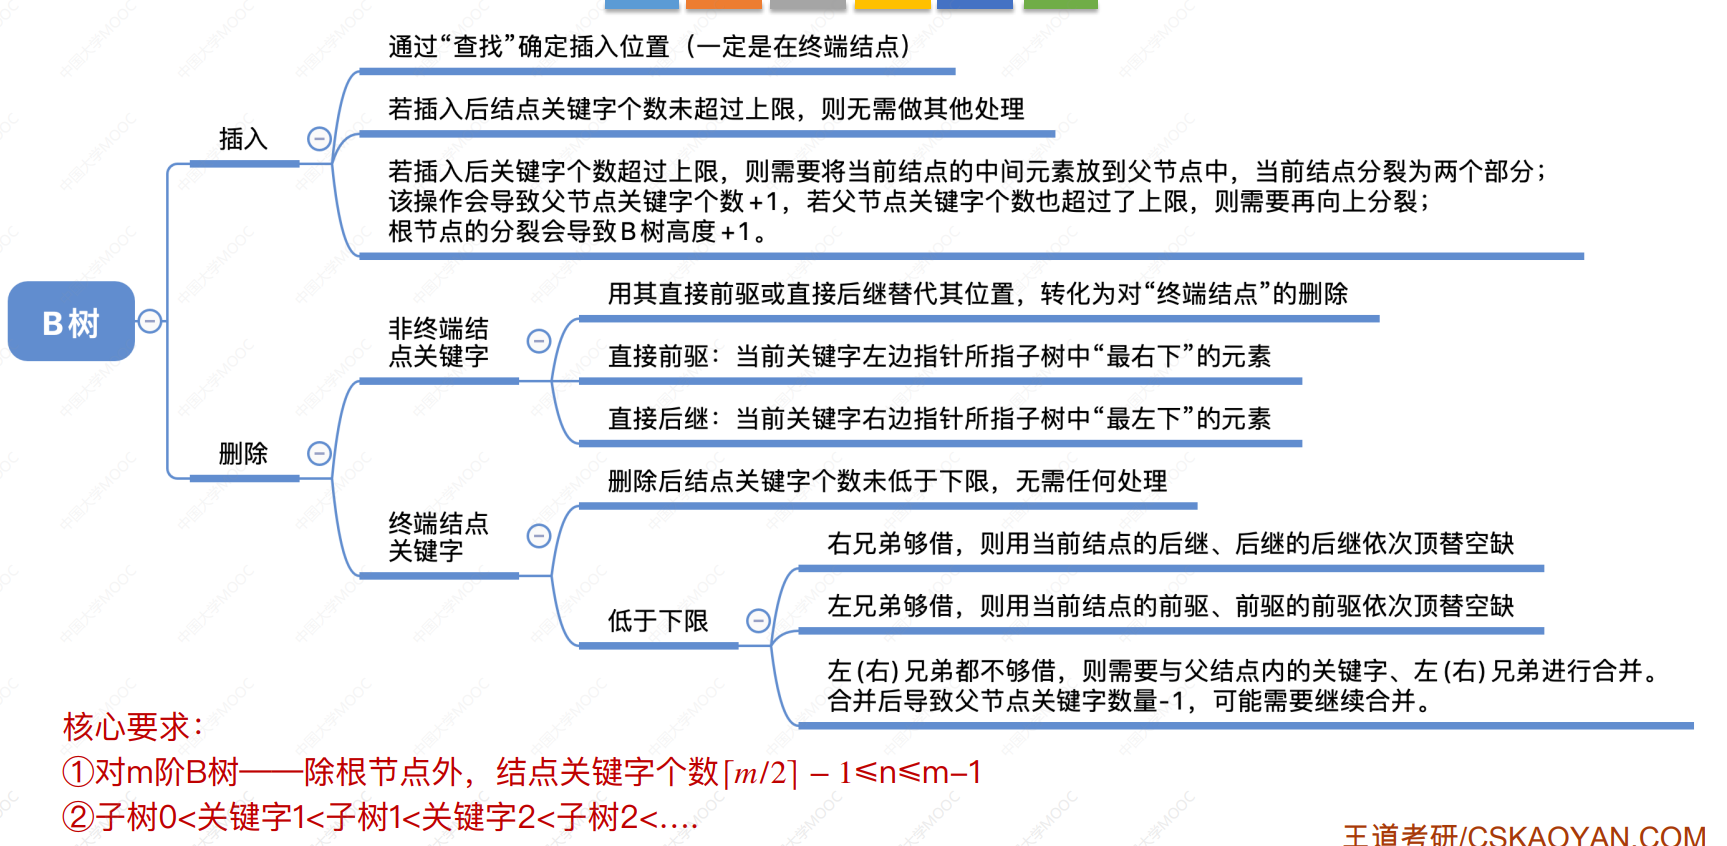 通过“查找”确定插入位置（一定是在终端结点）
若插入后结点关键字个数未超过上限，则无需做其他处理
插入
若插入后关键字个数超过上限，则需要将当前结点的中间元素放到父节点中，当前结点分裂为两个部分；
该操作会导致父节点关键字个数+1，若父节点关键字个数也超过了上限，则需要再向上分裂；
根节点的分裂会导致B树高度+1。
B树
用其直接前驱或直接后继替代其位置，转化为对“终端结点”的删除
非终端结
点关键字
直接前驱：当前关键字左边指针所指子树中“最右下”的元素
直接后继：当前关键字右边指针所指子树中“最左下”的元素
删除
删除后结点关键字个数未低于下限，无需任何处理
终端结点
关键字
右兄弟够借，则用当前结点的后继、后继的后继依次顶替空缺
低于下限
左兄弟够借，则用当前结点的前驱、前驱的前驱依次顶替空缺
左(右)兄弟都不够借，则需要与父结点内的关键字、左(右)兄弟进行合并。
合并后导致父节点关键字数量-1，可能需要继续合并。
核心要求：
①对m阶B树——除根节点外，结点关键字个数⌈m/2⌉ − 1≤n≤m−1
②子树0<关键字1<子树1<关键字2<子树2<….
王道考研/CSKAOYAN.COM
中国大学MOOC